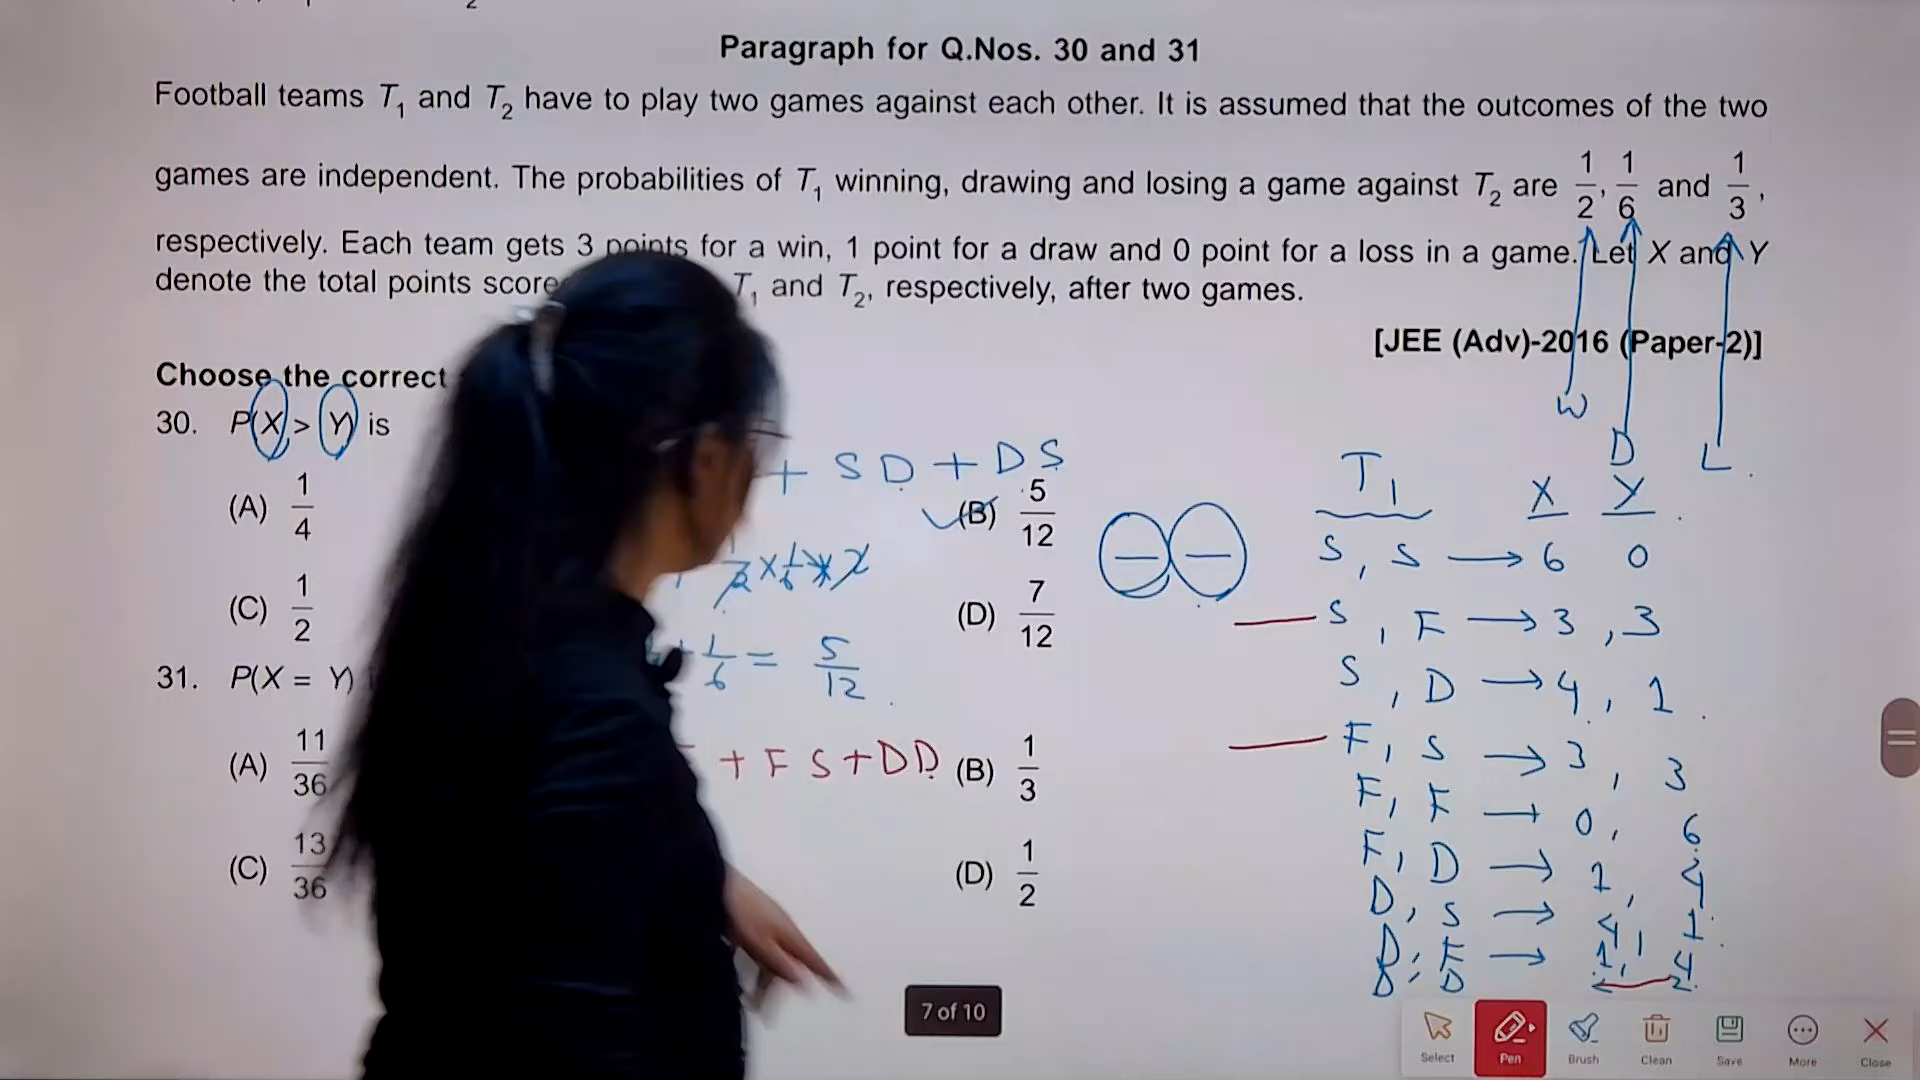 Paragraph for Q.Nos. 30 and 31
Football teams T1 and T2 have to play two games against each other. It is assumed that the outcomes of the two
games are independent. The probabilities of T1 winning, drawing and losing a game against T2 are 1/2, 1/6 and 1/3,
respectively. Each team gets 3 points for a win, 1 point for a draw and 0 point for a loss in a game. Let X and Y
denote the total points score T1 and T2, respectively, after two games.
[JEE (Adv)-2016 (Paper-2)]
W D L
Choose the correct
30. P(X > Y) is
+ SD + DS
(A) 1/4
(B) 5/12
(C) 1/2
(D) 7/12
1/6 = 5/12
31. P(X = Y)
+ FS + DD
(A) 11/36
(B) 1/3
(C) 13/36
(D) 1/2
T1 X Y
S, S → 6 0
S, F → 3, 3
S, D → 4, 1
F, S → 3, 3
F, F → 0, 6
F, D → 1, 4
D, S → 4, 1
D, F → 1, 4
D, D 2
7 of 10
Select
Pen
Brush
Clean
Save
More
Close